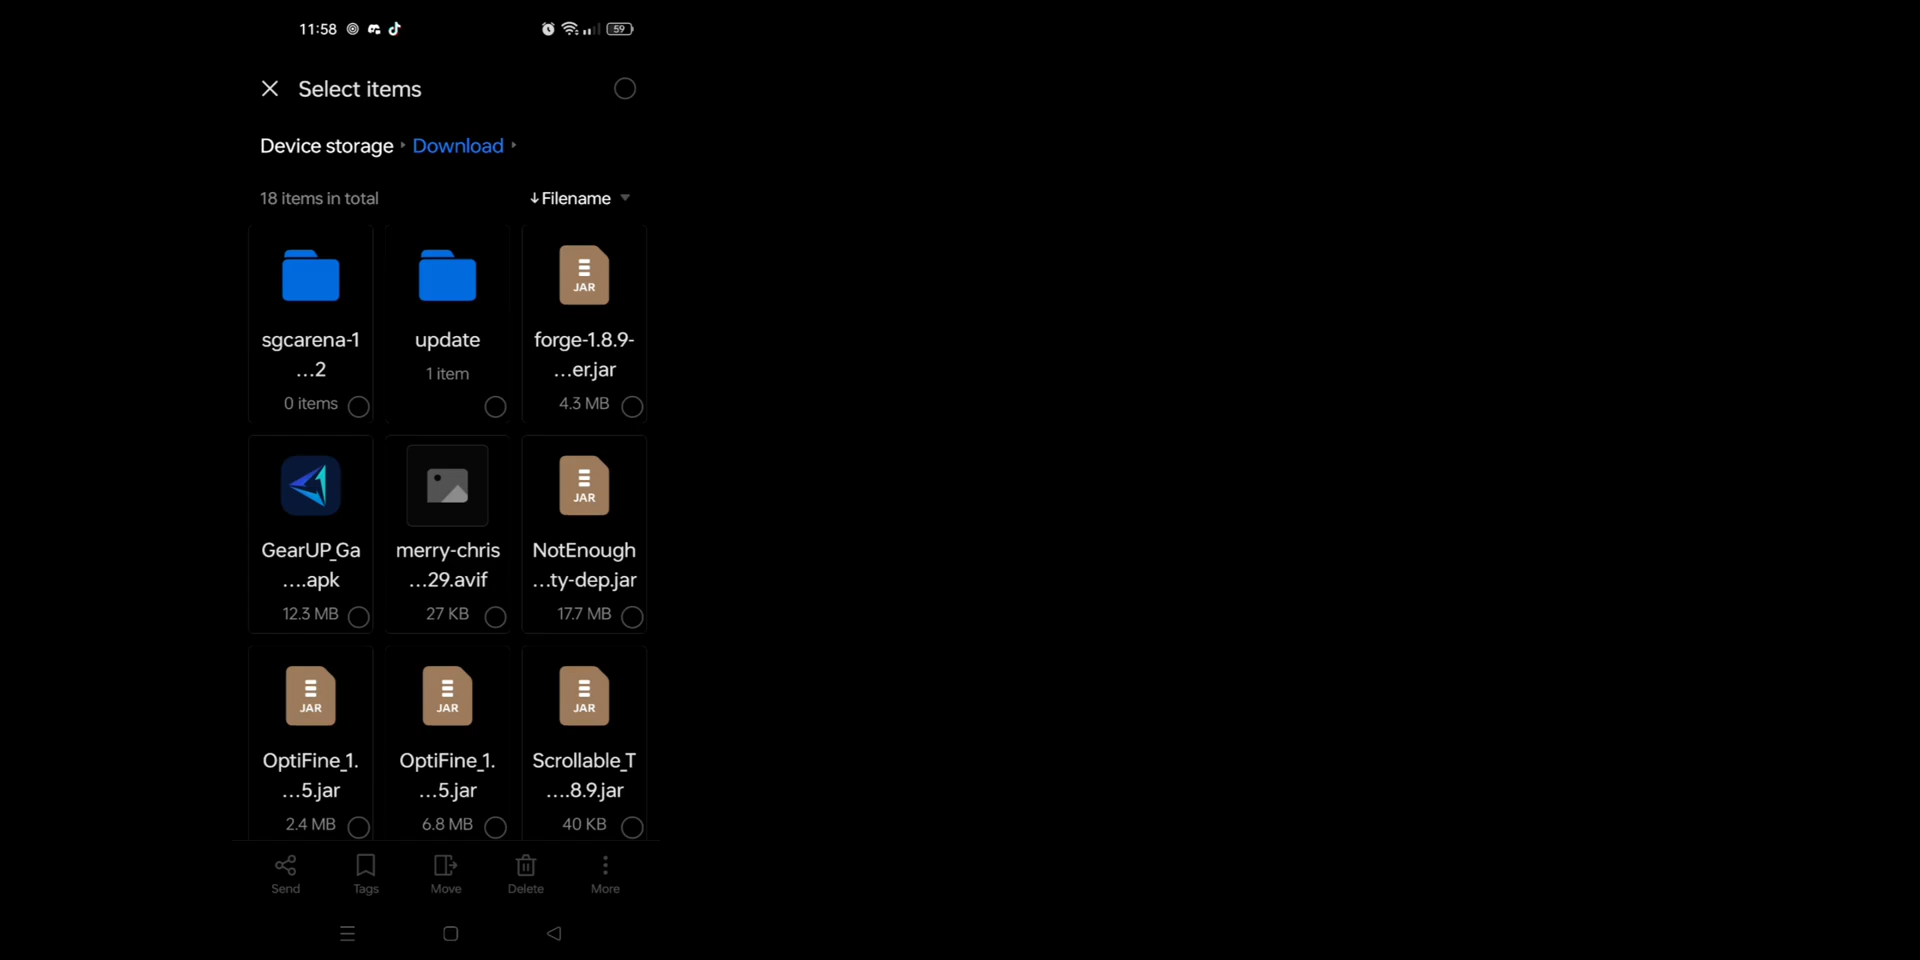 11:58
59
Select items
Device storage Download
18 items in total
Filename
sgcarena-1
...2
0 items
update
1 item
JAR
forge-1.8.9-
...er.jar
4.3 MB
GearUP_Ga
....apk
12.3 MB
merry-chris
...29.avif
27 KB
JAR
NotEnough
...ty-dep.jar
17.7 MB
JAR
OptiFine_1.
...5.jar
2.4 MB
JAR
OptiFine_1.
...5.jar
6.8 MB
JAR
Scrollable_T
....8.9.jar
40 KB
Send
Tags
Move
Delete
More